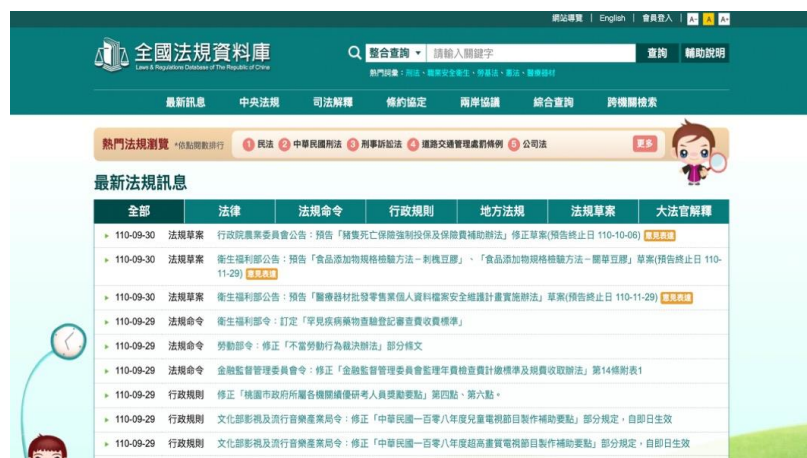 網站導覽 | English | 會員登入 | A- A A+
全國法規資料庫
Laws & Regulations Database of The Republic of China
整合查詢 請輸入關鍵字 查詢 輔助說明
熱門詞彙：刑法、職業安全衛生、勞基法、憲法、醫療器材
最新訊息 中央法規 司法解釋 條約協定 兩岸協議 綜合查詢 跨機關檢索
熱門法規瀏覽 *依點閱數排行 1 民法 2 中華民國刑法 3 刑事訴訟法 4 道路交通管理處罰條例 5 公司法 更多
最新法規訊息
全部 法律 法規命令 行政規則 地方法規 法規草案 大法官解釋
110-09-30 法規草案 行政院農業委員會公告：預告「豬隻死亡保險強制投保及保險費補助辦法」修正草案(預告終止日 110-10-06) 意見表達
110-09-30 法規草案 衛生福利部公告：預告「食品添加物規格檢驗方法－刺槐豆膠」、「食品添加物規格檢驗方法－關華豆膠」草案(預告終止日 110-
11-29) 意見表達
110-09-30 法規草案 衛生福利部公告：預告「醫療器材批發零售業個人資料檔案安全維護計畫實施辦法」草案(預告終止日 110-11-29) 意見表達
110-09-29 法規命令 衛生福利部令：訂定「罕見疾病藥物查驗登記審查費收費標準」
110-09-29 法規命令 勞動部令：修正「不當勞動行為裁決辦法」部分條文
110-09-29 法規命令 金融監督管理委員會令：修正「金融監督管理委員會監理年費檢查費計繳標準及規費收取辦法」第14條附表1
110-09-29 行政規則 修正「桃園市政府所屬各機關績優研考人員獎勵要點」第四點、第六點。
110-09-29 行政規則 文化部影視及流行音樂產業局令：修正「中華民國一百零八年度兒童電視節目製作補助要點」部分規定，自即日生效
110-09-29 行政規則 文化部影視及流行音樂產業局令：修正「中華民國一百零八年度超高畫質電視節目製作補助要點」部分規定，自即日生效